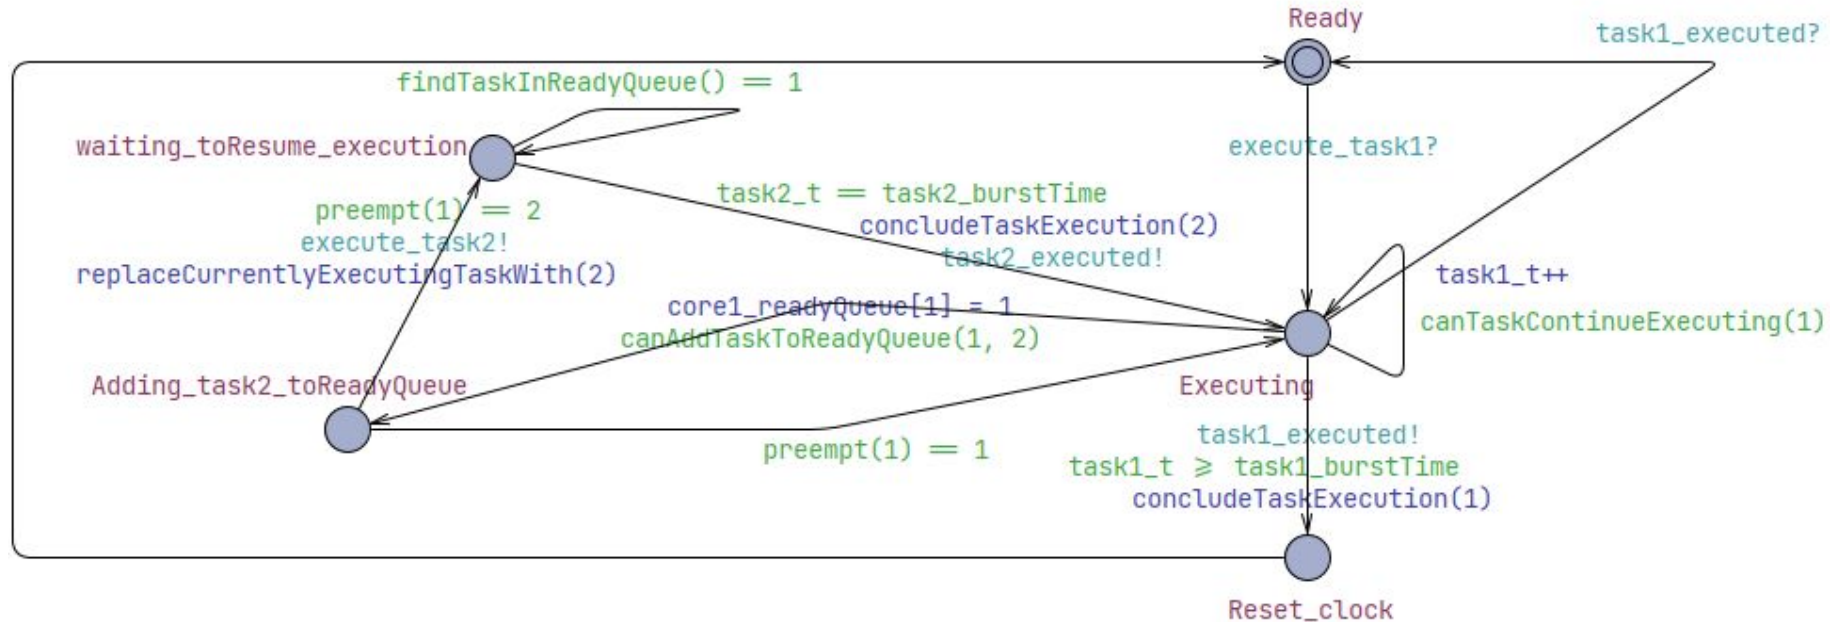 Ready
task1_executed?
findTaskInReadyQueue() == 1
waiting_toResume_execution
execute_task1?
task2_t == task2_burstTime
preempt(1) == 2
concludeTaskExecution(2)
execute_task2!
task2_executed!
replaceCurrentlyExecutingTaskWith(2)
task1_t++
core1_readyQueue[1] = 1
canTaskContinueExecuting(1)
canAddTaskToReadyQueue(1, 2)
Adding_task2_toReadyQueue
Executing
task1_executed!
preempt(1) == 1
task1_t ⩾ task1_burstTime
concludeTaskExecution(1)
Reset_clock